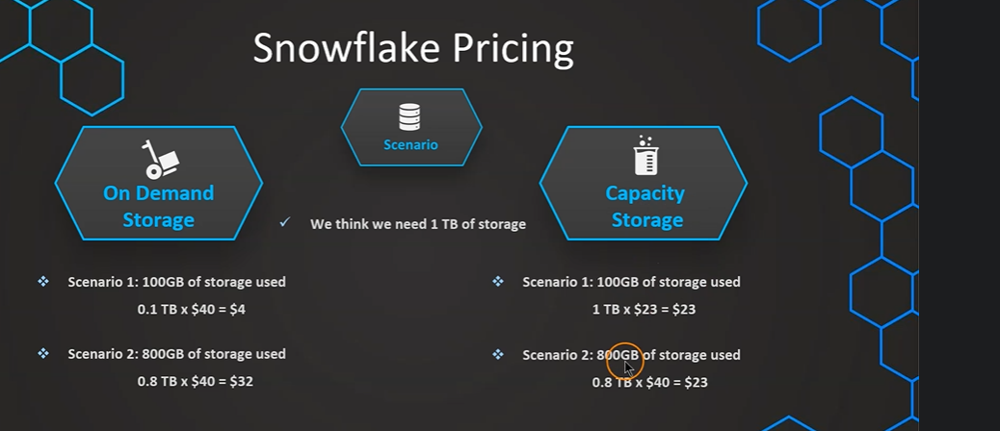 Snowflake Pricing
Scenario
On Demand
Storage
Capacity
Storage
✓ We think we need 1 TB of storage
❖ Scenario 1: 100GB of storage used
0.1 TB x $40 = $4
❖ Scenario 2: 800GB of storage used
0.8 TB x $40 = $32
❖ Scenario 1: 100GB of storage used
1 TB x $23 = $23
❖ Scenario 2: 800GB of storage used
0.8 TB x $40 = $23